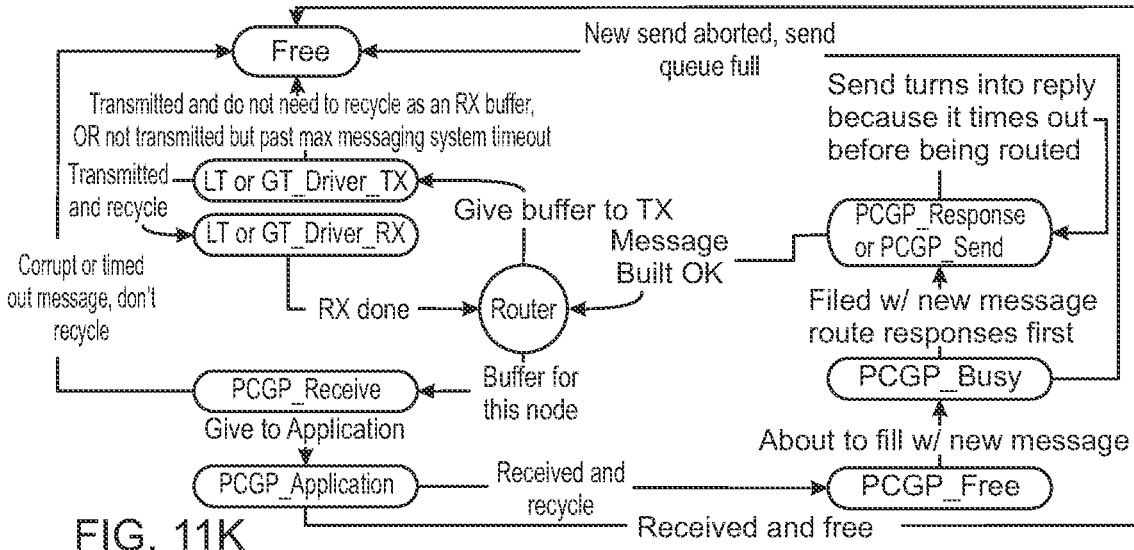 Free
New send aborted, send
queue full
Transmitted and do not need to recycle as an RX buffer,
OR not transmitted but past max messaging system timeout
Send turns into reply
because it times out
before being routed
Transmitted
and recycle
LT or GT_Driver_TX
LT or GT_Driver_RX
Give buffer to TX
Message
Built OK
PCGP_Response
or PCGP_Send
Corrupt or timed
out message, don't
recycle
RX done
Router
Filed w/ new message
route responses first
PCGP_Receive
Buffer for
this node
PCGP_Busy
Give to Application
About to fill w/ new message
PCGP_Application
Received and
recycle
PCGP_Free
Received and free
FIG. 11K